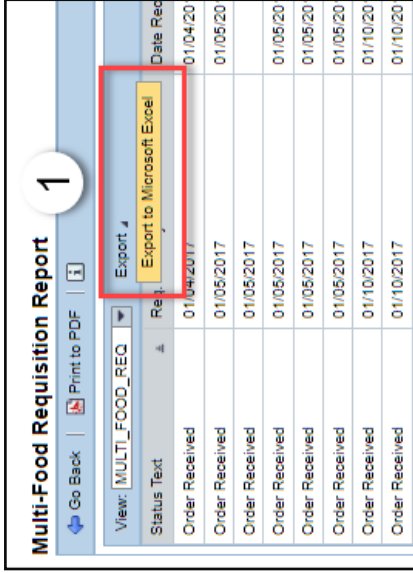 Multi-Food Requisition Report
1
Go Back | Print to PDF | i
View: MULTI_FOOD_REQ Export
Export to Microsoft Excel
Status Text Req. Date Rec
Order Received 01/04/2017 01/04/20
Order Received 01/05/2017 01/05/20
Order Received 01/05/2017
Order Received 01/05/2017 01/05/20
Order Received 01/05/2017 01/05/20
Order Received 01/05/2017 01/05/20
Order Received 01/10/2017 01/10/20
Order Received 01/10/2017 01/10/20